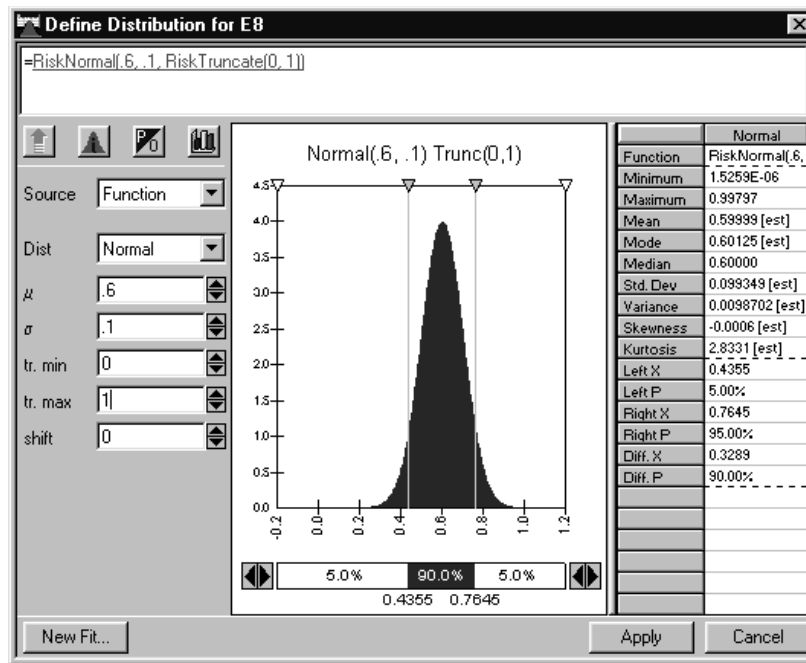 Define Distribution for E8
=RiskNormal(.6, .1, RiskTruncate(0, 1))
Source Function
Dist Normal
μ .6
σ .1
tr. min 0
tr. max 1
shift 0
Normal(.6, .1) Trunc(0,1)
4.5
4.0
3.5
3.0
2.5
2.0
1.5
1.0
0.5
0.0
-0.2 0.0 0.2 0.4 0.6 0.8 1.0 1.2
5.0% 90.0% 5.0%
0.4355 0.7645
Normal
Function RiskNormal(.6,
Minimum 1.5259E-06
Maximum 0.99797
Mean 0.59999 [est]
Mode 0.60125 [est]
Median 0.60000
Std. Dev 0.099349 [est]
Variance 0.0098702 [est]
Skewness -0.0006 [est]
Kurtosis 2.8331 [est]
Left X 0.4355
Left P 5.00%
Right X 0.7645
Right P 95.00%
Diff. X 0.3289
Diff. P 90.00%
New Fit... Apply Cancel